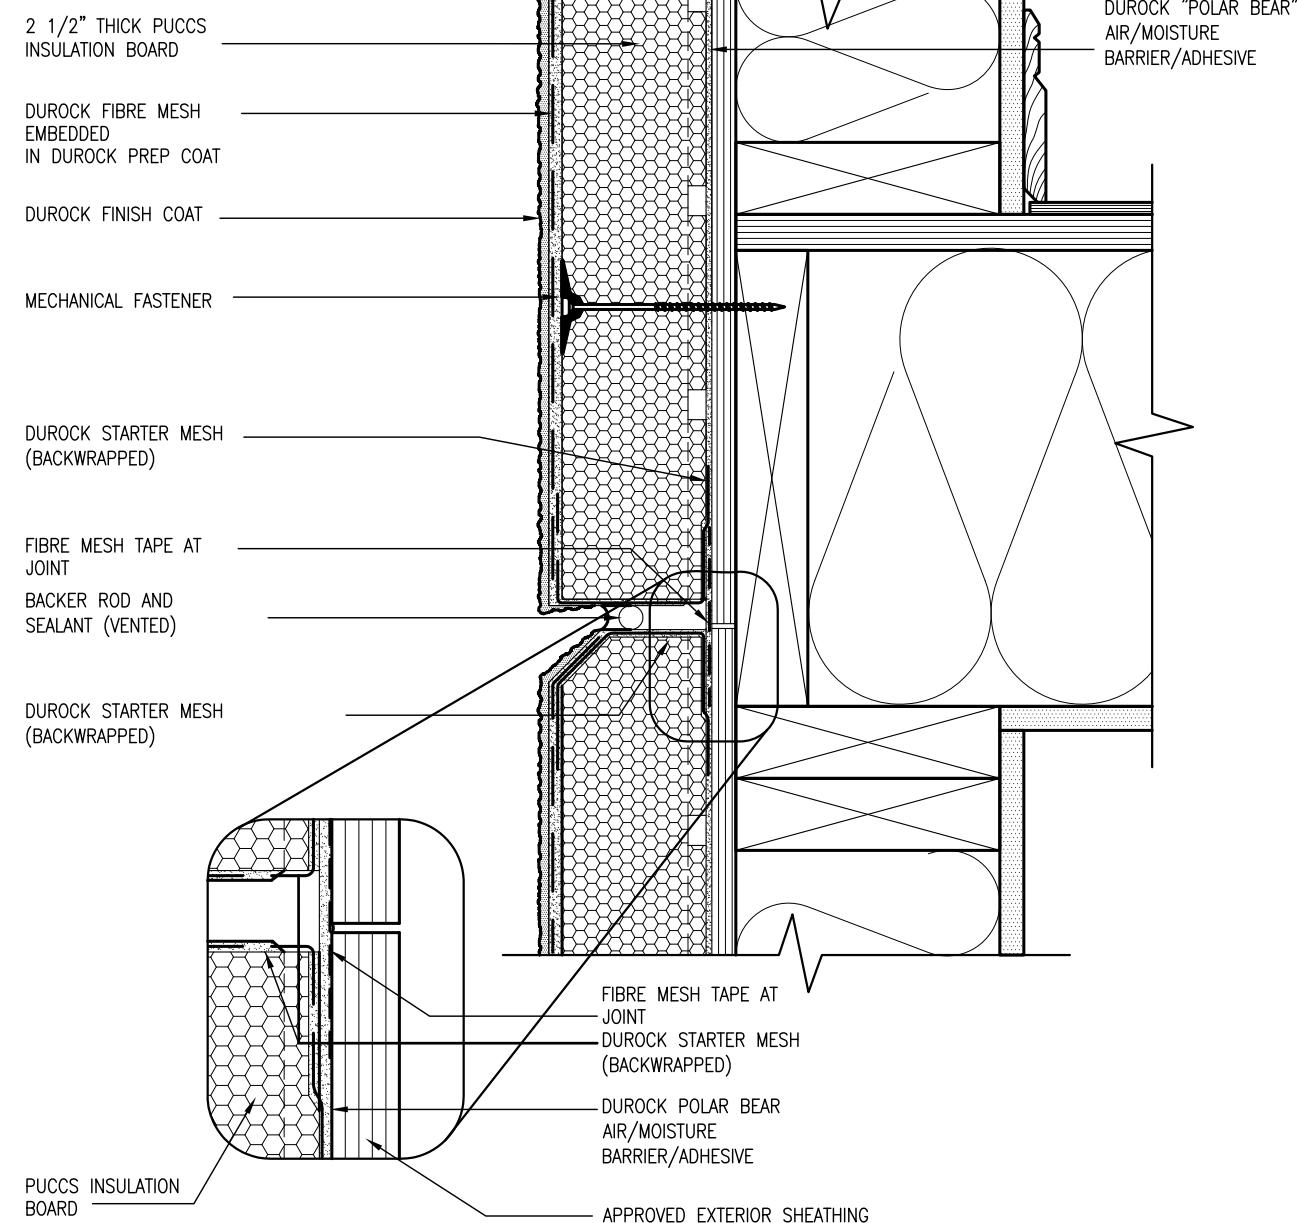 2 1/2” THICK PUCCS
INSULATION BOARD
DUROCK "POLAR BEAR"
AIR/MOISTURE
BARRIER/ADHESIVE
DUROCK FIBRE MESH
EMBEDDED
IN DUROCK PREP COAT
DUROCK FINISH COAT
MECHANICAL FASTENER
DUROCK STARTER MESH
(BACKWRAPPED)
FIBRE MESH TAPE AT
JOINT
BACKER ROD AND
SEALANT (VENTED)
DUROCK STARTER MESH
(BACKWRAPPED)
FIBRE MESH TAPE AT
JOINT
DUROCK STARTER MESH
(BACKWRAPPED)
DUROCK POLAR BEAR
AIR/MOISTURE
BARRIER/ADHESIVE
PUCCS INSULATION
BOARD
APPROVED EXTERIOR SHEATHING